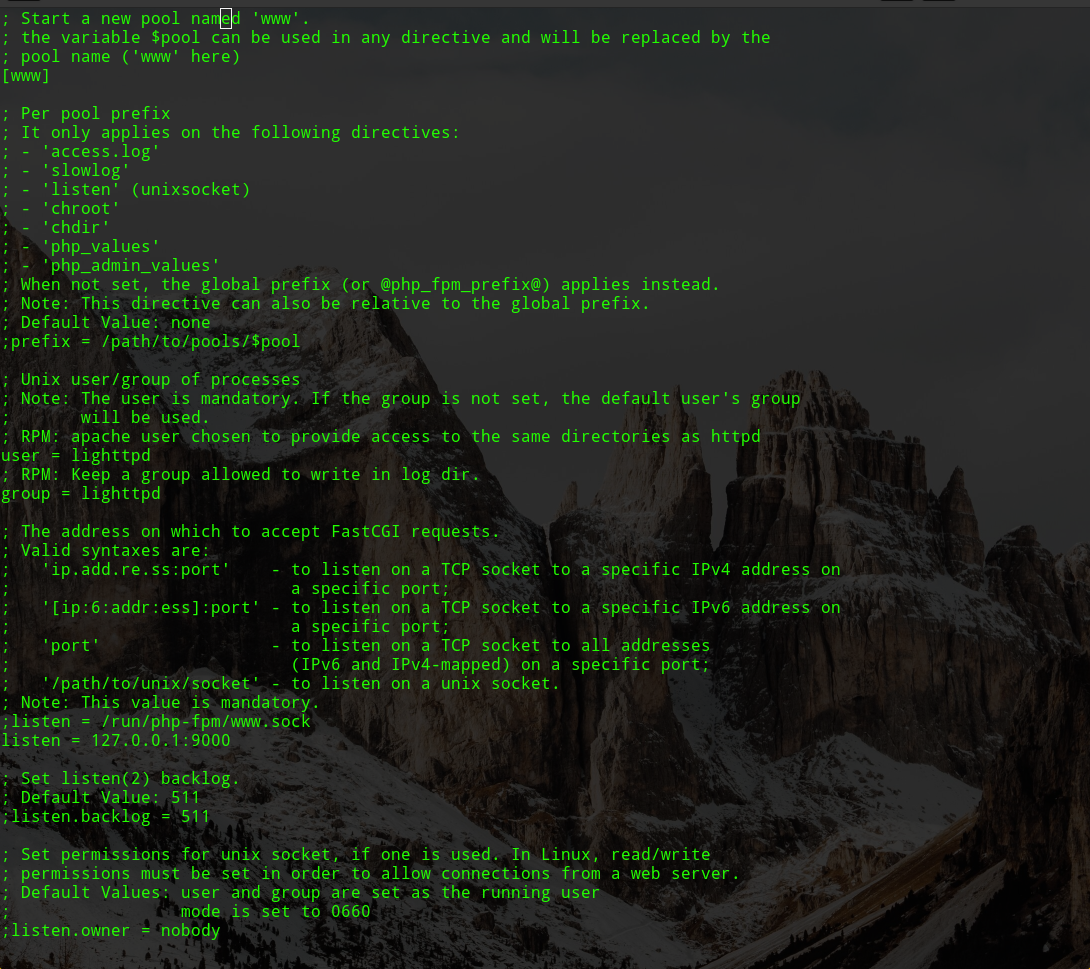 ; Start a new pool named 'www'.
; the variable $pool can be used in any directive and will be replaced by the
; pool name ('www' here)
[www]

; Per pool prefix
; It only applies on the following directives:
; - 'access.log'
; - 'slowlog'
; - 'listen' (unixsocket)
; - 'chroot'
; - 'chdir'
; - 'php_values'
; - 'php_admin_values'
; When not set, the global prefix (or @php_fpm_prefix@) applies instead.
; Note: This directive can also be relative to the global prefix.
; Default Value: none
;prefix = /path/to/pools/$pool

; Unix user/group of processes
; Note: The user is mandatory. If the group is not set, the default user's group
;       will be used.
; RPM: apache user chosen to provide access to the same directories as httpd
user = lighttpd
; RPM: Keep a group allowed to write in log dir.
group = lighttpd

; The address on which to accept FastCGI requests.
; Valid syntaxes are:
;   'ip.add.re.ss:port'    - to listen on a TCP socket to a specific IPv4 address on
;                            a specific port;
;   '[ip:6:addr:ess]:port' - to listen on a TCP socket to a specific IPv6 address on
;                            a specific port;
;   'port'                 - to listen on a TCP socket to all addresses
;                            (IPv6 and IPv4-mapped) on a specific port;
;   '/path/to/unix/socket' - to listen on a unix socket.
; Note: This value is mandatory.
;listen = /run/php-fpm/www.sock
listen = 127.0.0.1:9000

; Set listen(2) backlog.
; Default Value: 511
;listen.backlog = 511

; Set permissions for unix socket, if one is used. In Linux, read/write
; permissions must be set in order to allow connections from a web server.
; Default Values: user and group are set as the running user
;                 mode is set to 0660
;listen.owner = nobody